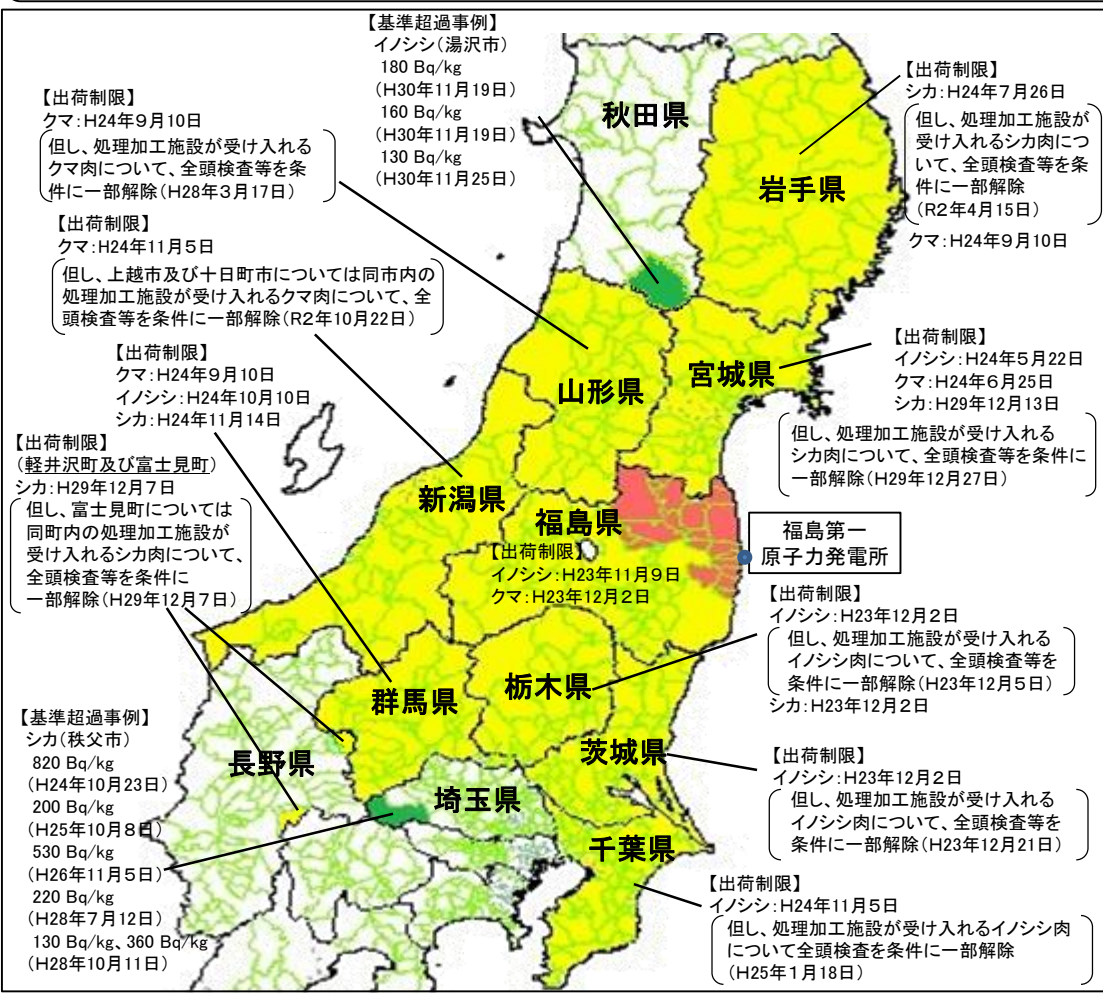 【基準超過事例】
イノシシ(湯沢市)
180 Bq/kg
(H30年11月19日)
160 Bq/kg
(H30年11月19日)
130 Bq/kg
(H30年11月25日)
秋田県
【出荷制限】
シカ:H24年7月26日
但し、処理加工施設が
受け入れるシカ肉につ
いて、全頭検査等を条
件に一部解除
(R2年4月15日)
クマ:H24年9月10日
岩手県
【出荷制限】
クマ:H24年9月10日
但し、処理加工施設が受け入れる
クマ肉について、全頭検査等を条
件に一部解除(H28年3月17日)
【出荷制限】
クマ:H24年11月5日
但し、上越市及び十日町市については同市内の
処理加工施設が受け入れるクマ肉について、全
頭検査等を条件に一部解除(R2年10月22日)
【出荷制限】
クマ:H24年9月10日
イノシシ:H24年10月10日
シカ:H24年11月14日
山形県
宮城県
【出荷制限】
イノシシ:H24年5月22日
クマ:H24年6月25日
シカ:H29年12月13日
但し、処理加工施設が受け入れる
シカ肉について、全頭検査等を条件に
一部解除(H29年12月27日)
【出荷制限】
(軽井沢町及び富士見町)
シカ:H29年12月7日
但し、富士見町については
同町内の処理加工施設が
受け入れるシカ肉について、
全頭検査等を条件に
一部解除(H29年12月7日)
新潟県
福島県
【出荷制限】
イノシシ:H23年11月9日
クマ:H23年12月2日
福島第一
原子力発電所
【出荷制限】
イノシシ:H23年12月2日
但し、処理加工施設が受け入れる
イノシシ肉について、全頭検査等を
条件に一部解除(H23年12月5日)
シカ:H23年12月2日
群馬県
栃木県
茨城県
【出荷制限】
イノシシ:H23年12月2日
但し、処理加工施設が受け入れる
イノシシ肉について、全頭検査等を
条件に一部解除(H23年12月21日)
長野県
埼玉県
千葉県
【基準超過事例】
シカ(秩父市)
820 Bq/kg
(H24年10月23日)
200 Bq/kg
(H25年10月8日)
530 Bq/kg
(H26年11月5日)
220 Bq/kg
(H28年7月12日)
130 Bq/kg、360 Bq/kg
(H28年10月11日)
【出荷制限】
イノシシ:H24年11月5日
但し、処理加工施設が受け入れるイノシシ肉
について全頭検査を条件に一部解除
(H25年1月18日)